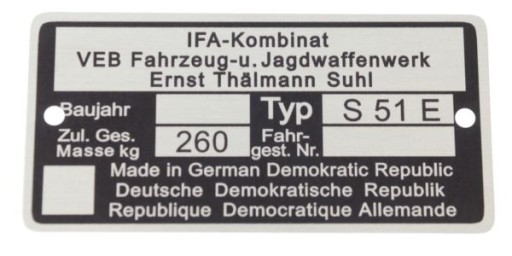 IFA-Kombinat
VEB Fahrzeug-u. Jagdwaffenwerk
Ernst Thälmann Suhl
Baujahr Typ S 51 E
Zul. Ges. Masse kg 260 Fahr-gest. Nr.
Made in German Demokratic Republic
Deutsche Demokratische Republik
Republique Democratique Allemande